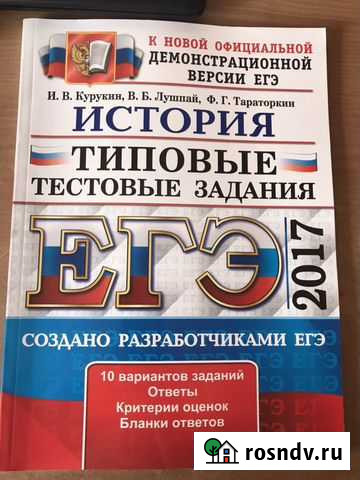 К НОВОЙ ОФИЦИАЛЬНОЙ
ДЕМОНСТРАЦИОННОЙ
ВЕРСИИ ЕГЭ
И. В. Курукин, В. Б. Лушпай, Ф. Г. Тараторкин
ИСТОРИЯ
ТИПОВЫЕ
ТЕСТОВЫЕ ЗАДАНИЯ
ЕГЭ
2017
СОЗДАНО РАЗРАБОТЧИКАМИ ЕГЭ
10 вариантов заданий
Ответы
Критерии оценок
Бланки ответов
rosndv.ru